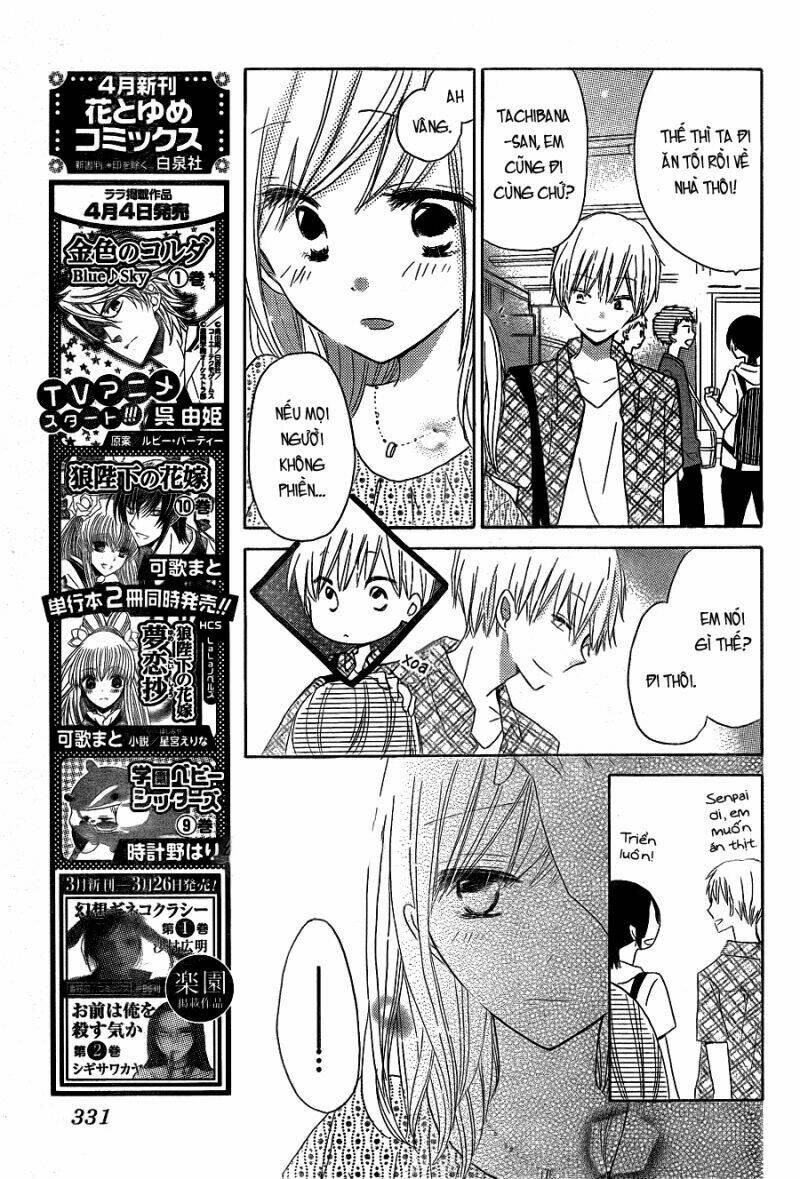 THẾ THÌ TA ĐI
ĂN TỐI RỒI VỀ
NHÀ THÔI!
TACHIBANA
-SAN, EM
CŨNG ĐI
CÙNG CHỨ?
AH
VÂNG.
NẾU MỌI
NGƯỜI
KHÔNG
PHIỀN...
EM NÓI
GÌ THẾ?
ĐI THÔI.
XOA
Senpai
ơi, em
muốn
ăn thịt.
Triển
luôn!
4月新刊
花とゆめ
コミックス
新書判 *印を除く
白泉社
ララ掲載作品
4月4日発売
金色のコルダ
Blue♪Sky ①巻
TVアニメ
スタート!!!
呉 由姫
原案 ルビー・パーティー
狼陛下の花嫁
⑩巻
可歌まと
単行本2冊同時発売!!
HCS
狼陛下の花嫁
夢恋抄
可歌まと 小説/星宮えりな
学園ベビー
シッターズ
⑨巻
時計野はり
3月新刊―3月26日発売!
幻想ギネコクラシー
第①巻
沙村広明
楽園
掲載作品
お前は俺を
殺す気か
第②巻
シギサワカヤ
331